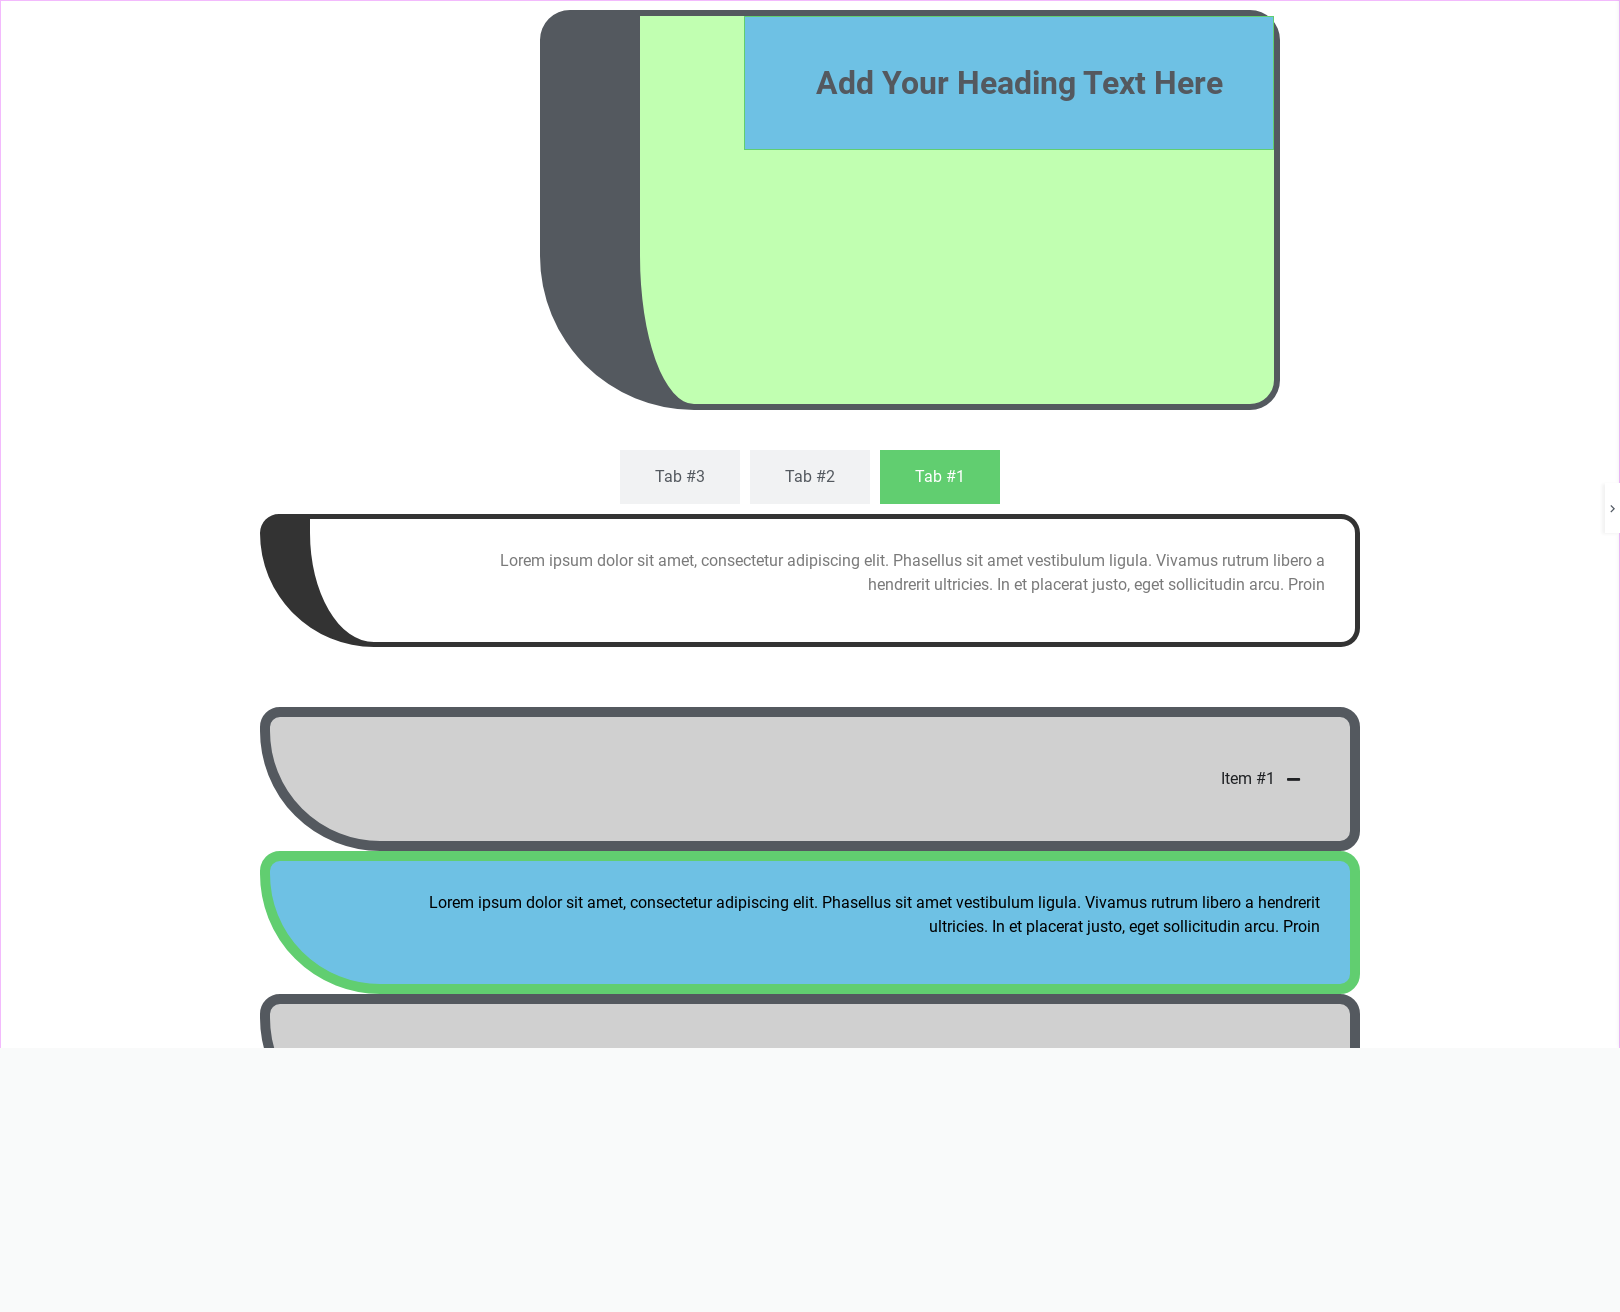 Add Your Heading Text Here
Tab #3 Tab #2 Tab #1
Lorem ipsum dolor sit amet, consectetur adipiscing elit. Phasellus sit amet vestibulum ligula. Vivamus rutrum libero a
hendrerit ultricies. In et placerat justo, eget sollicitudin arcu. Proin
Item #1
Lorem ipsum dolor sit amet, consectetur adipiscing elit. Phasellus sit amet vestibulum ligula. Vivamus rutrum libero a hendrerit
ultricies. In et placerat justo, eget sollicitudin arcu. Proin